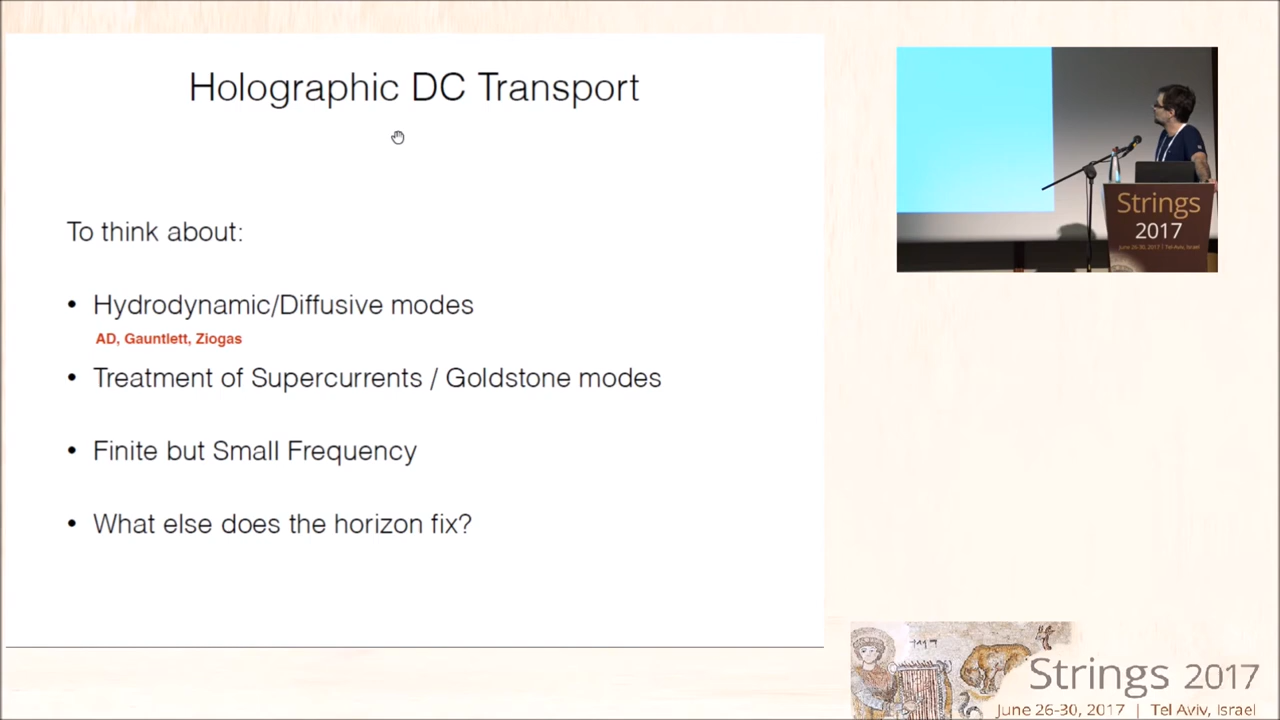 Holographic DC Transport
To think about:
• Hydrodynamic/Diffusive modes
AD, Gauntlett, Ziogas
• Treatment of Supercurrents / Goldstone modes
• Finite but Small Frequency
• What else does the horizon fix?
Strings
2017
June 26-30, 2017 | Tel Aviv, Israel
Strings 2017
June 26-30, 2017 | Tel Aviv, Israel